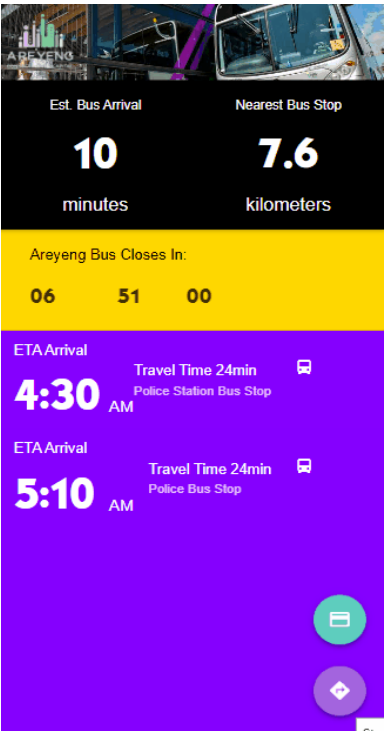 AREYENG
Est. Bus Arrival
Nearest Bus Stop
10
7.6
minutes
kilometers
Areyeng Bus Closes In:
06 51 00
ETA Arrival
Travel Time 24min
4:30 AM
Police Station Bus Stop
ETA Arrival
Travel Time 24min
5:10 AM
Police Bus Stop